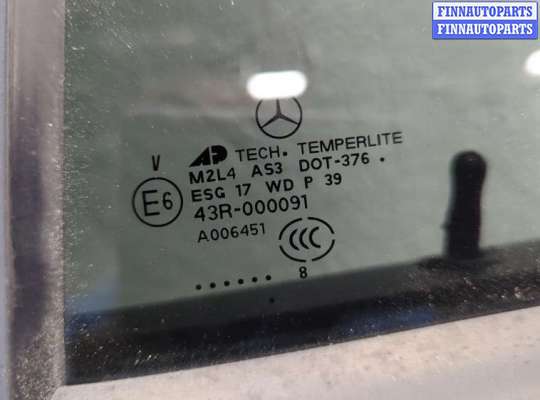 FINNAUTOPARTS
FINNAUTOPARTS
AP TECH. TEMPERLITE
V
M2L4 AS3 DOT-376 .
ESG 17 WD P 39
E6
43R-000091
A006451
CCC
8